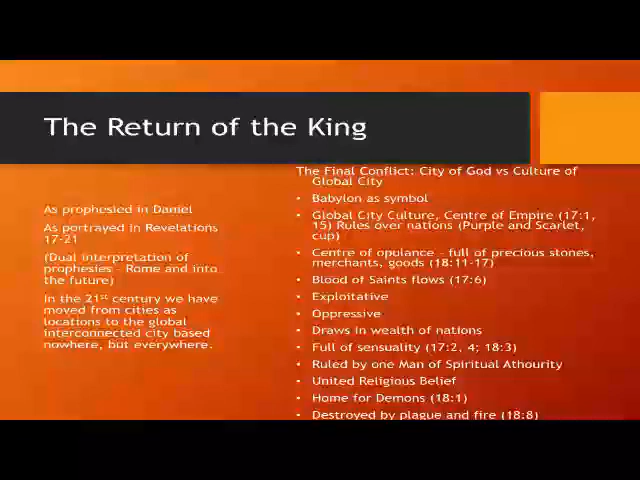 The Return of the King
As prophesied in Daniel
As portrayed in Revelations
17-21
(Dual interpretation of
prophesies - Rome and into
the future)
In the 21st century we have
moved from cities as
locations to the global
interconnected city based
nowhere, but everywhere.
The Final Conflict: City of God vs Culture of
Global City
• Babylon as symbol
• Global City Culture, Centre of Empire (17:1,
15) Rules over nations (Purple and Scarlet,
cup)
• Centre of opulance - full of precious stones,
merchants, goods (18:11-17)
• Blood of Saints flows (17:6)
• Exploitative
• Oppressive
• Draws in wealth of nations
• Full of sensuality (17:2, 4; 18:3)
• Ruled by one Man of Spiritual Athourity
• United Religious Belief
• Home for Demons (18:1)
• Destroyed by plague and fire (18:8)